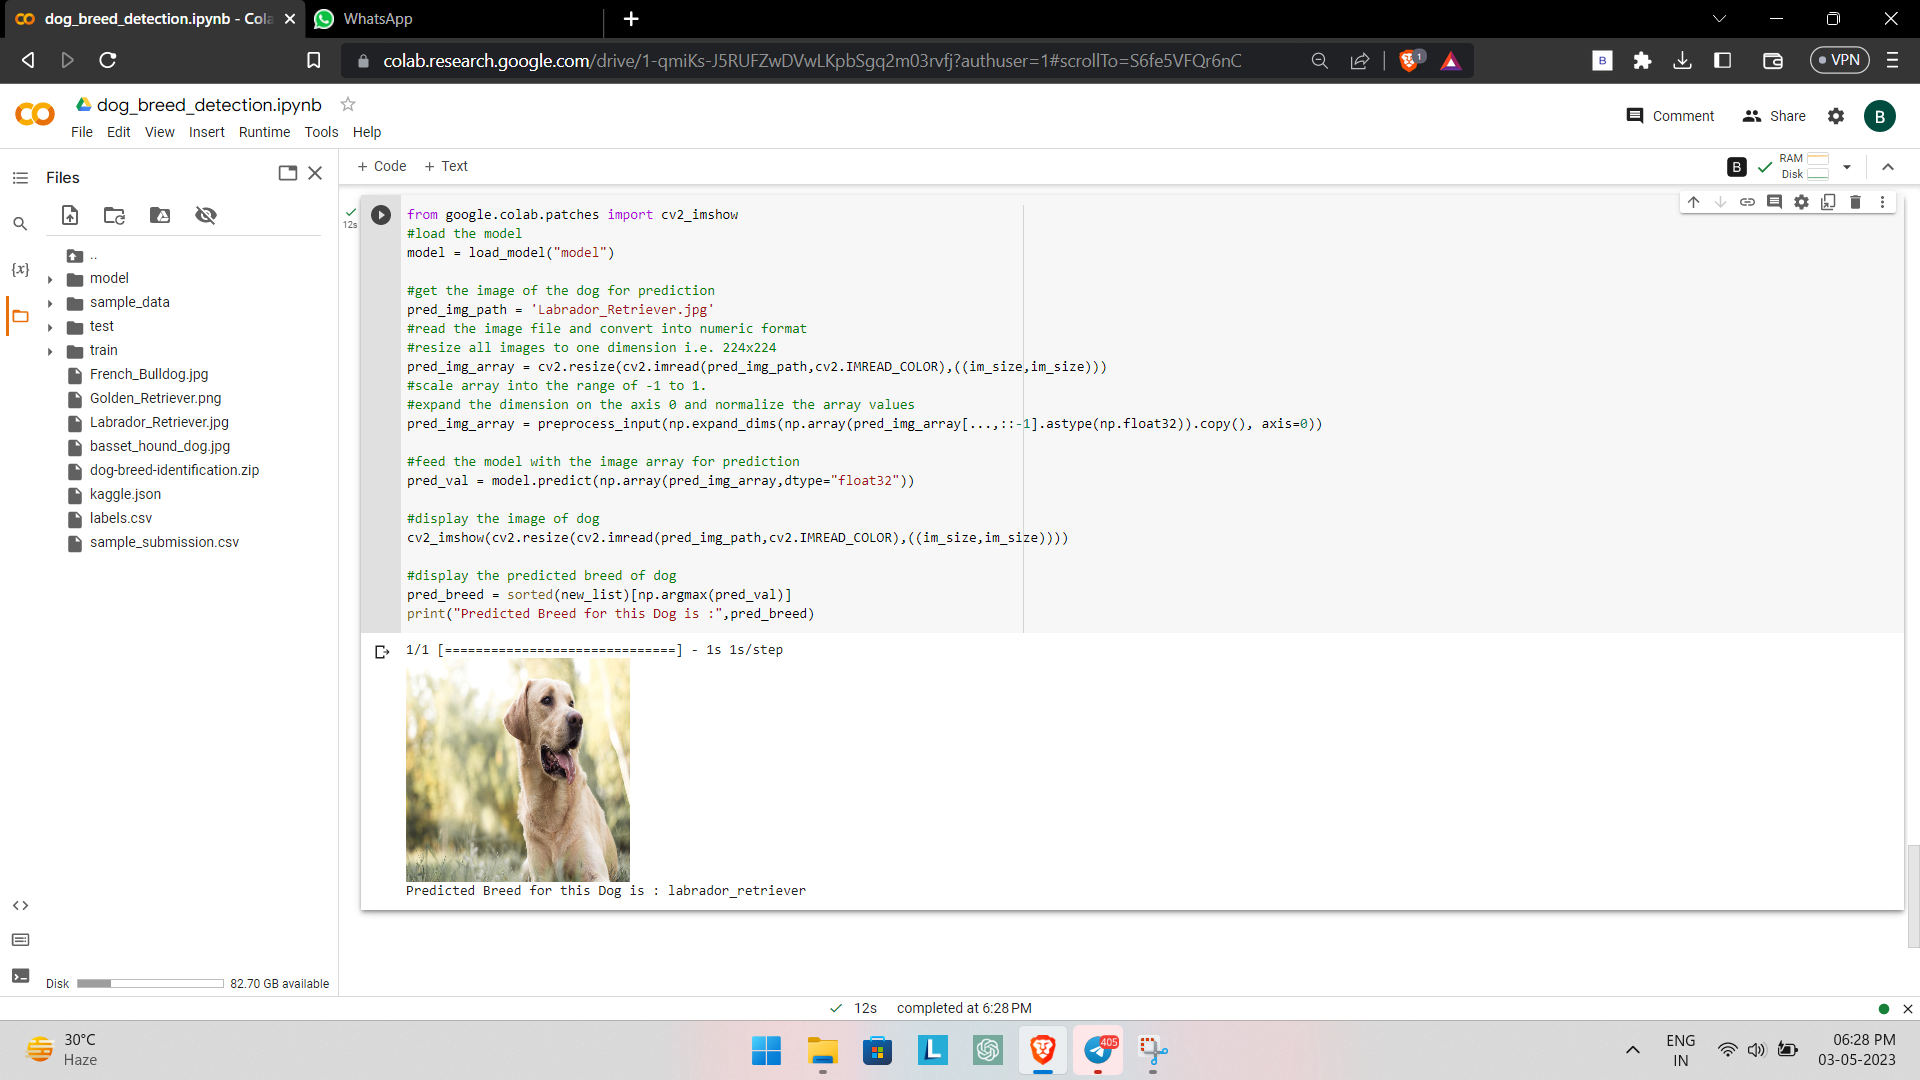 dog_breed_detection.ipynb - Cola
WhatsApp
colab.research.google.com/drive/1-qmiKs-J5RUFZwDVwLKpbSgq2m03rvfj?authuser=1#scrollTo=S6fe5VFQr6nC
1
B
VPN
dog_breed_detection.ipynb
File Edit View Insert Runtime Tools Help
Comment
Share
B
Files
+ Code + Text
B
RAM
Disk
{x}
..
model
sample_data
test
train
French_Bulldog.jpg
Golden_Retriever.png
Labrador_Retriever.jpg
basset_hound_dog.jpg
dog-breed-identification.zip
kaggle.json
labels.csv
sample_submission.csv
Disk
82.70 GB available
12s
from google.colab.patches import cv2_imshow
#load the model
model = load_model("model")
#get the image of the dog for prediction
pred_img_path = 'Labrador_Retriever.jpg'
#read the image file and convert into numeric format
#resize all images to one dimension i.e. 224x224
pred_img_array = cv2.resize(cv2.imread(pred_img_path,cv2.IMREAD_COLOR),((im_size,im_size)))
#scale array into the range of -1 to 1.
#expand the dimension on the axis 0 and normalize the array values
pred_img_array = preprocess_input(np.expand_dims(np.array(pred_img_array[...,::-1].astype(np.float32)).copy(), axis=0))
#feed the model with the image array for prediction
pred_val = model.predict(np.array(pred_img_array,dtype="float32"))
#display the image of dog
cv2_imshow(cv2.resize(cv2.imread(pred_img_path,cv2.IMREAD_COLOR),((im_size,im_size))))
#display the predicted breed of dog
pred_breed = sorted(new_list)[np.argmax(pred_val)]
print("Predicted Breed for this Dog is :",pred_breed)
1/1 [==============================] - 1s 1s/step
Predicted Breed for this Dog is : labrador_retriever
12s completed at 6:28 PM
30°C
Haze
L
405
ENG
IN
06:28 PM
03-05-2023